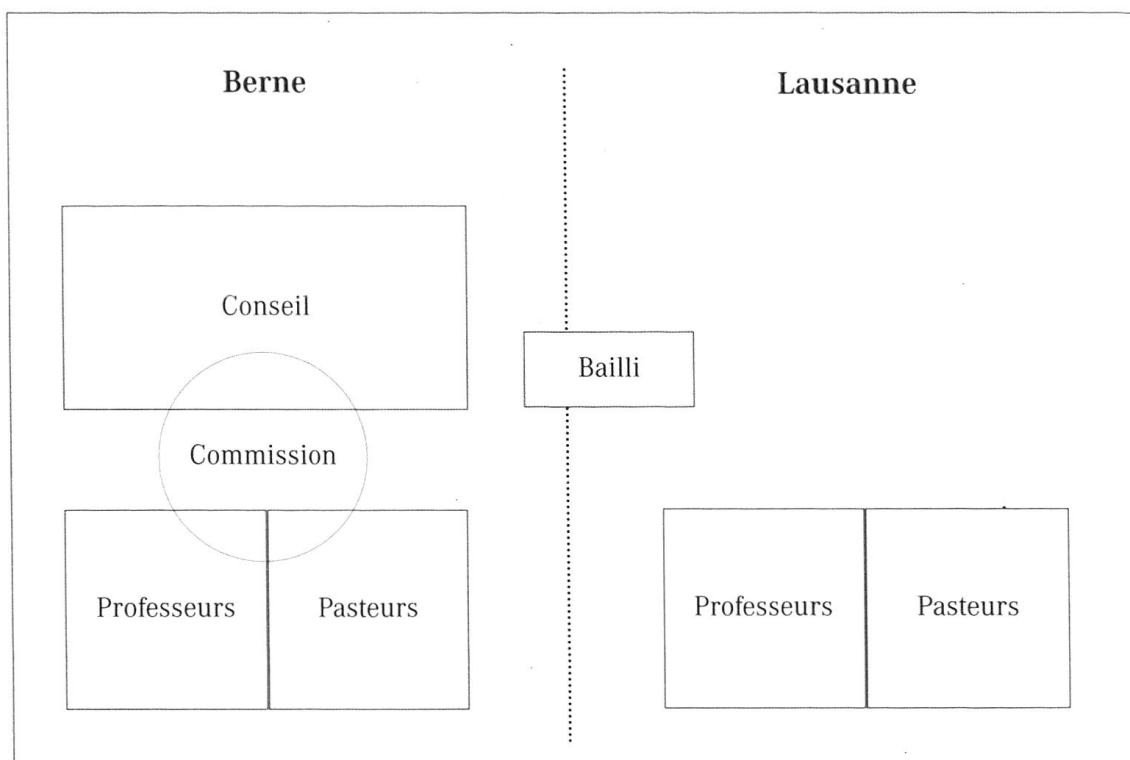 Berne
Lausanne
Conseil
Bailli
Commission
Professeurs
Pasteurs
Professeurs
Pasteurs